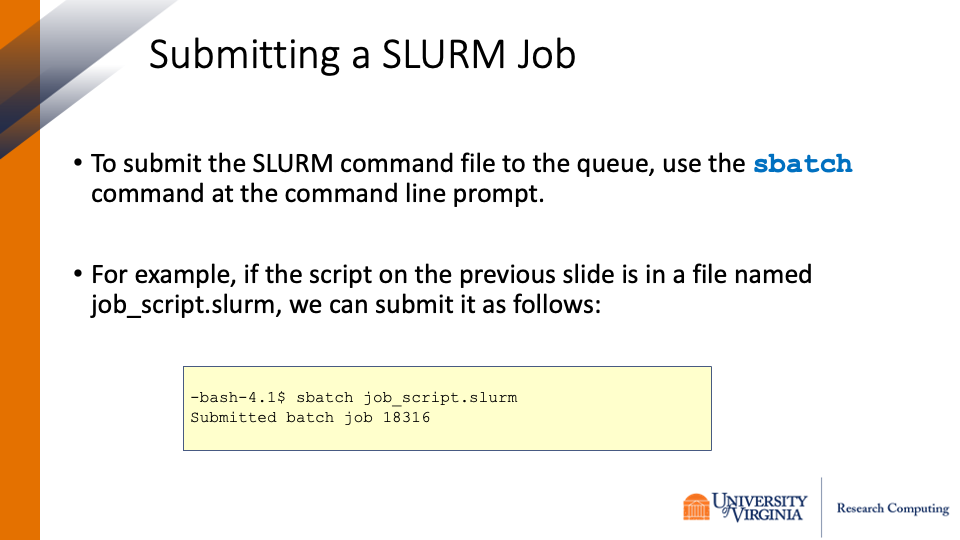 Submitting a SLURM Job
• To submit the SLURM command file to the queue, use the sbatch
command at the command line prompt.
• For example, if the script on the previous slide is in a file named
job_script.slurm, we can submit it as follows:
-bash-4.1$ sbatch job_script.slurm
Submitted batch job 18316
UNIVERSITY
of VIRGINIA
Research Computing